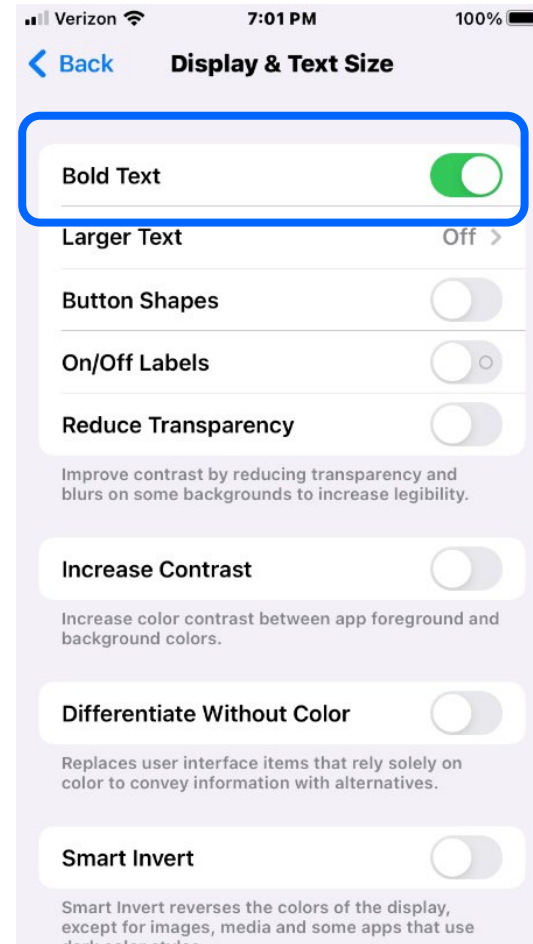 Verizon 7:01 PM 100%
Back Display & Text Size
Bold Text
Larger Text Off
Button Shapes
On/Off Labels
Reduce Transparency
Improve contrast by reducing transparency and
blurs on some backgrounds to increase legibility.
Increase Contrast
Increase color contrast between app foreground and
background colors.
Differentiate Without Color
Replaces user interface items that rely solely on
color to convey information with alternatives.
Smart Invert
Smart Invert reverses the colors of the display,
except for images, media and some apps that use
dark color styles